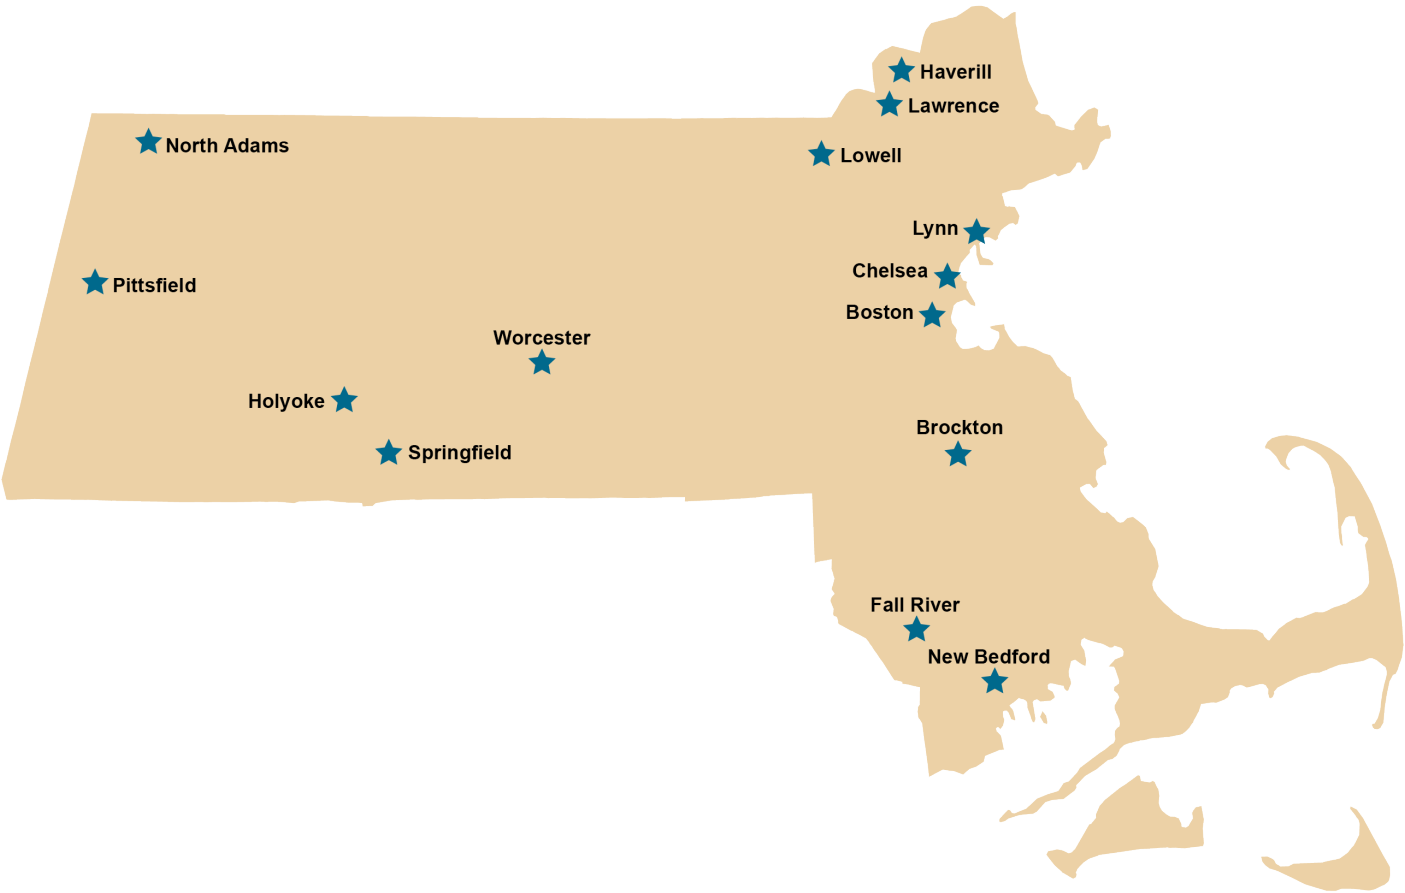 Haverill
Lawrence
North Adams
Lowell
Lynn
Chelsea
Pittsfield
Boston
Worcester
Holyoke
Brockton
Springfield
Fall River
New Bedford